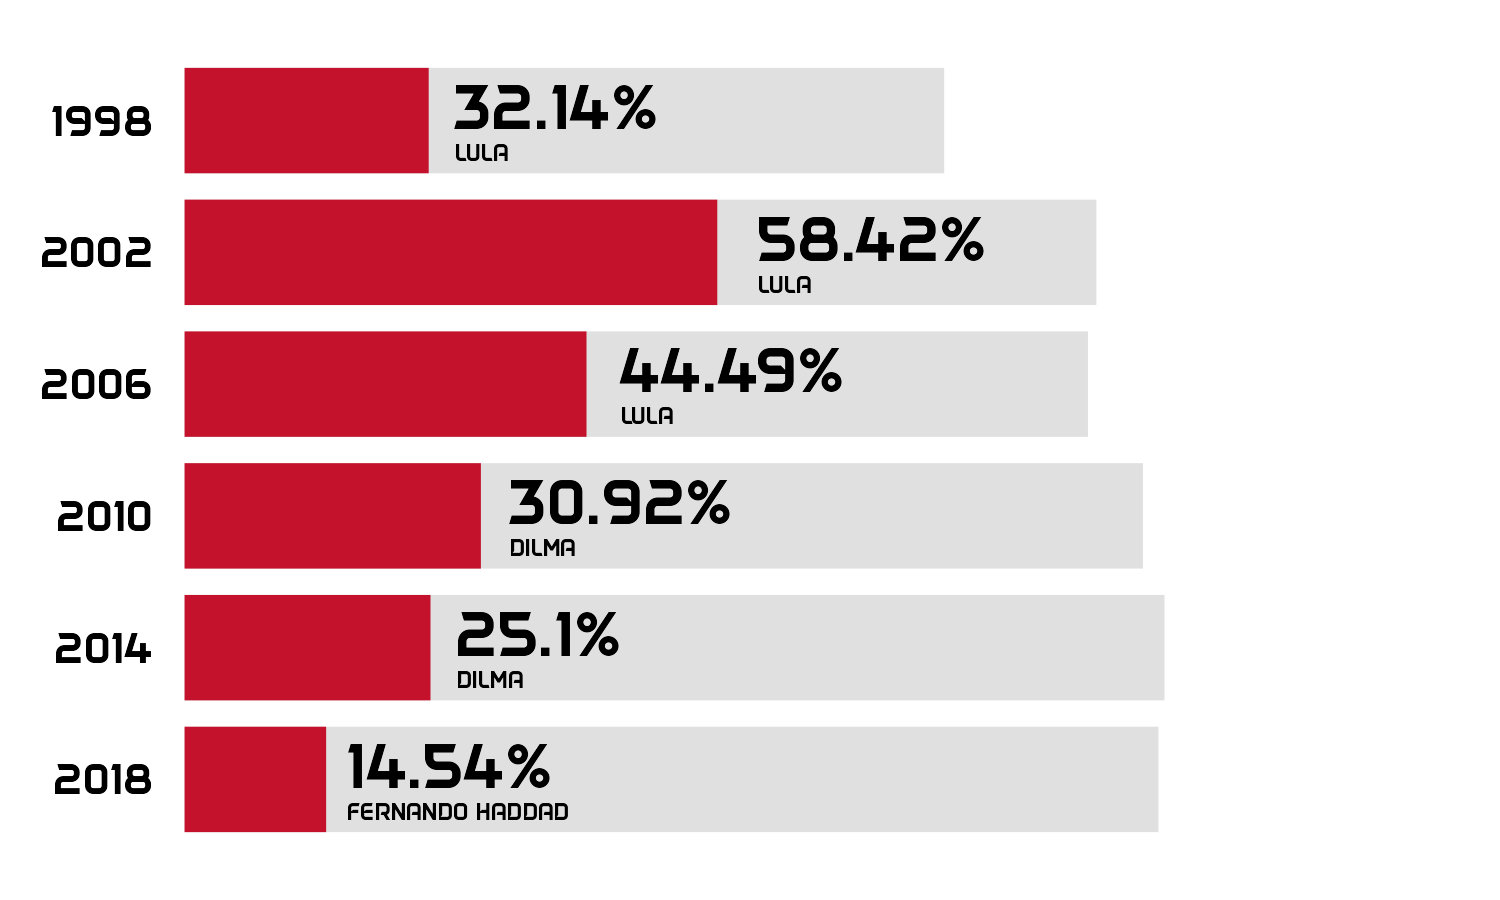 1998
32.14%
LULA
2002
58.42%
LULA
2006
44.49%
LULA
2010
30.92%
DILMA
2014
25.1%
DILMA
2018
14.54%
FERNANDO HADDAD